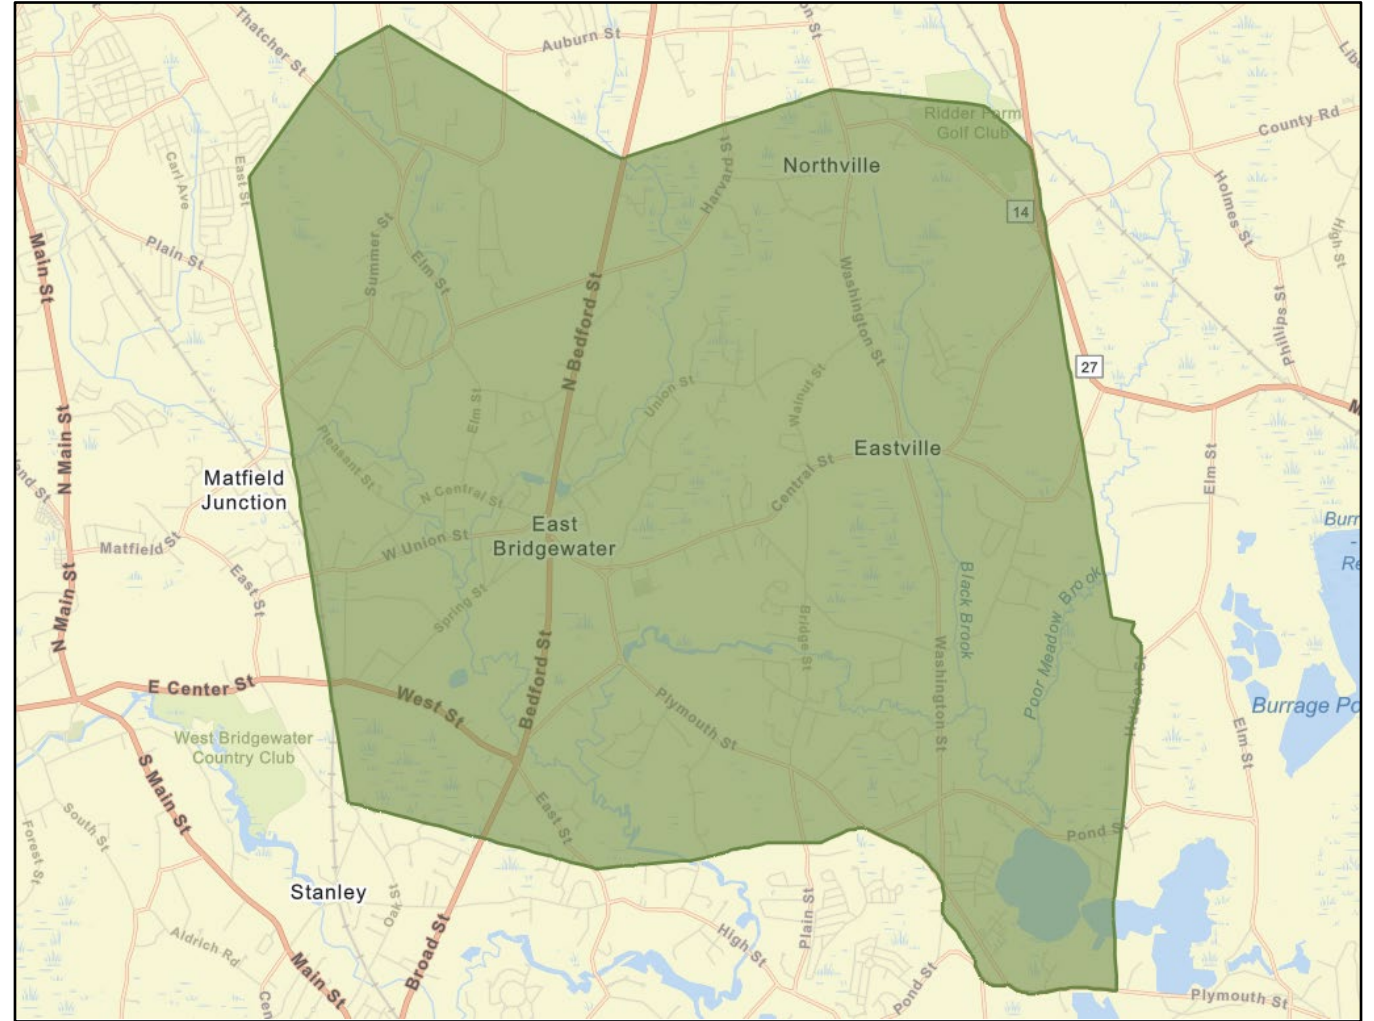 Thatcher St
Auburn St
Ridder Farm
Golf Club
County Rd
Northville
Carl Ave
East St
Harvard St
Holmes St
14
High St
Main St
Plain St
Summer St
Elm St
N Bedford St
Washington St
Phillips St
27
Union St
Walnut St
N Main St
Elm St
Pleasant St
Eastville
Central St
Elm St
Matfield
Junction
N Central St
East
Bridgewater
W Union St
Matfield St
East St
Spring St
Black Brook
Poor Meadow Brook
Bridge St
N Main St
Bedford St
Washington St
Hudson St
E Center St
West St
Plymouth St
Burrage
Elm St
West Bridgewater
Country Club
S Main St
East St
South St
Forest St
Pond St
Stanley
Oak St
Plain St
Aldrich Rd
Broad St
High St
Main St
Pond St
Plymouth St